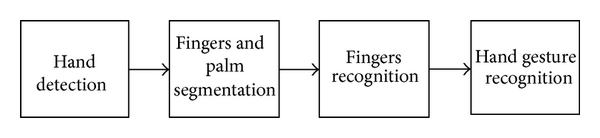 Hand
detection
Fingers and
palm
segmentation
Fingers
recognition
Hand gesture
recognition